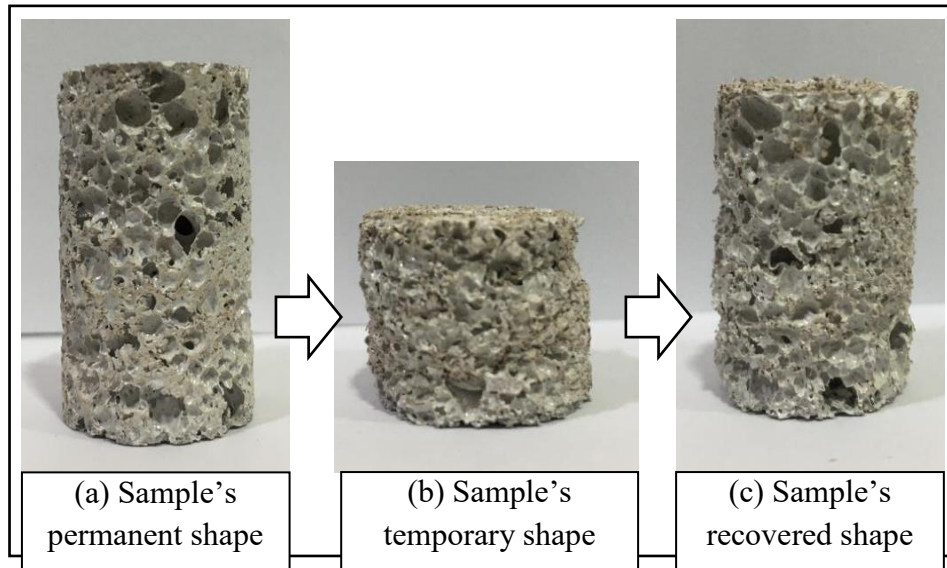 (a) Sample’s
permanent shape
(b) Sample’s
temporary shape
(c) Sample’s
recovered shape